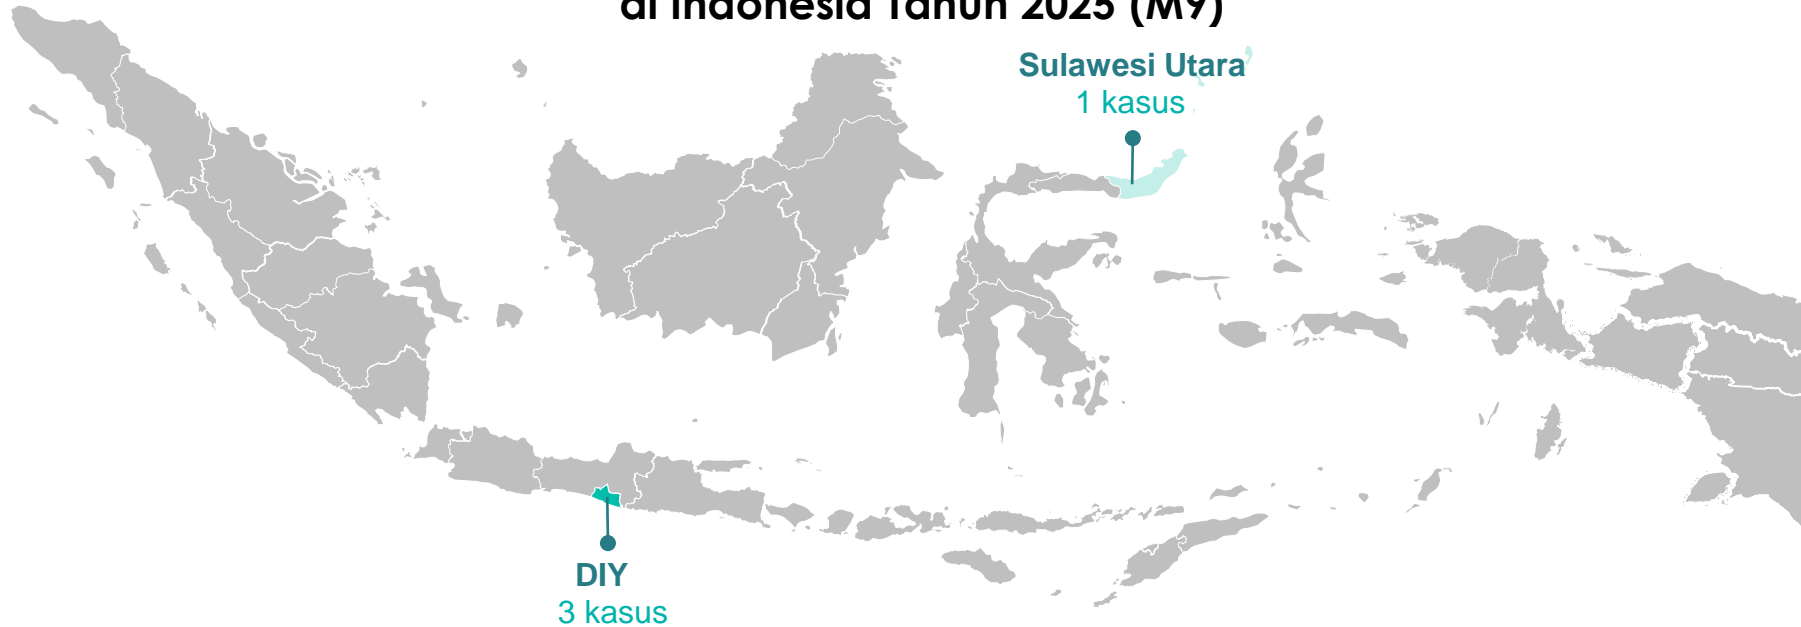 di Indonesia Tahun 2025 (M9)
Sulawesi Utara
1 kasus
DIY
3 kasus